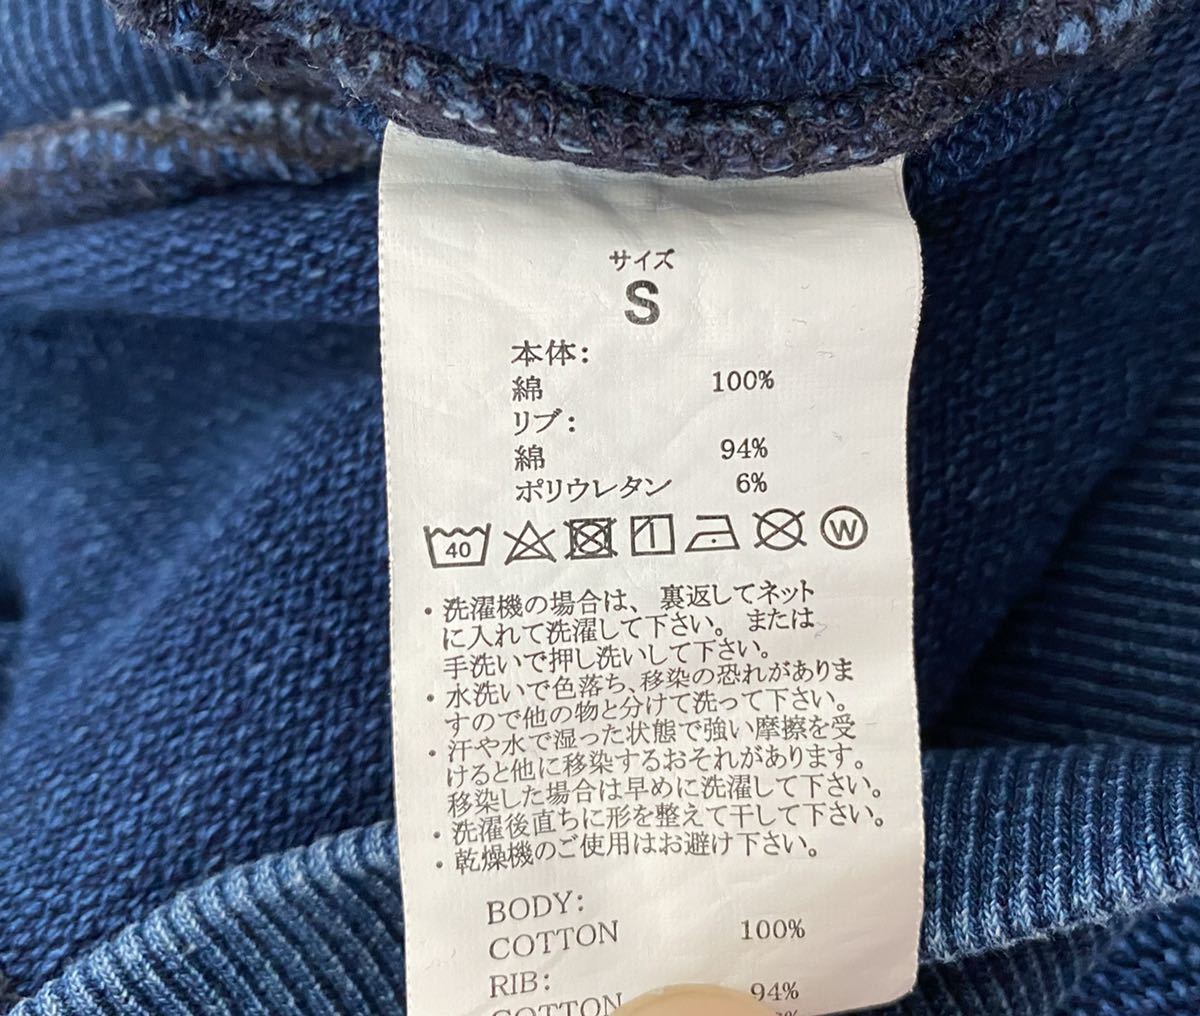 サイズ
S
本体:
綿 100%
リブ:
綿 94%
ポリウレタン 6%
40 W
・洗濯機の場合は、裏返してネット
に入れて洗濯して下さい。または
手洗いで押し洗いして下さい。
・水洗いで色落ち、移染の恐れがありま
すので他の物と分けて洗って下さい。
・汗や水で湿った状態で強い摩擦を受
けると他に移染するおそれがあります。
移染した場合は早めに洗濯して下さい。
・洗濯後直ちに形を整えて干して下さい。
・乾燥機のご使用はお避け下さい。
BODY:
COTTON 100%
RIB:
COTTON 94%